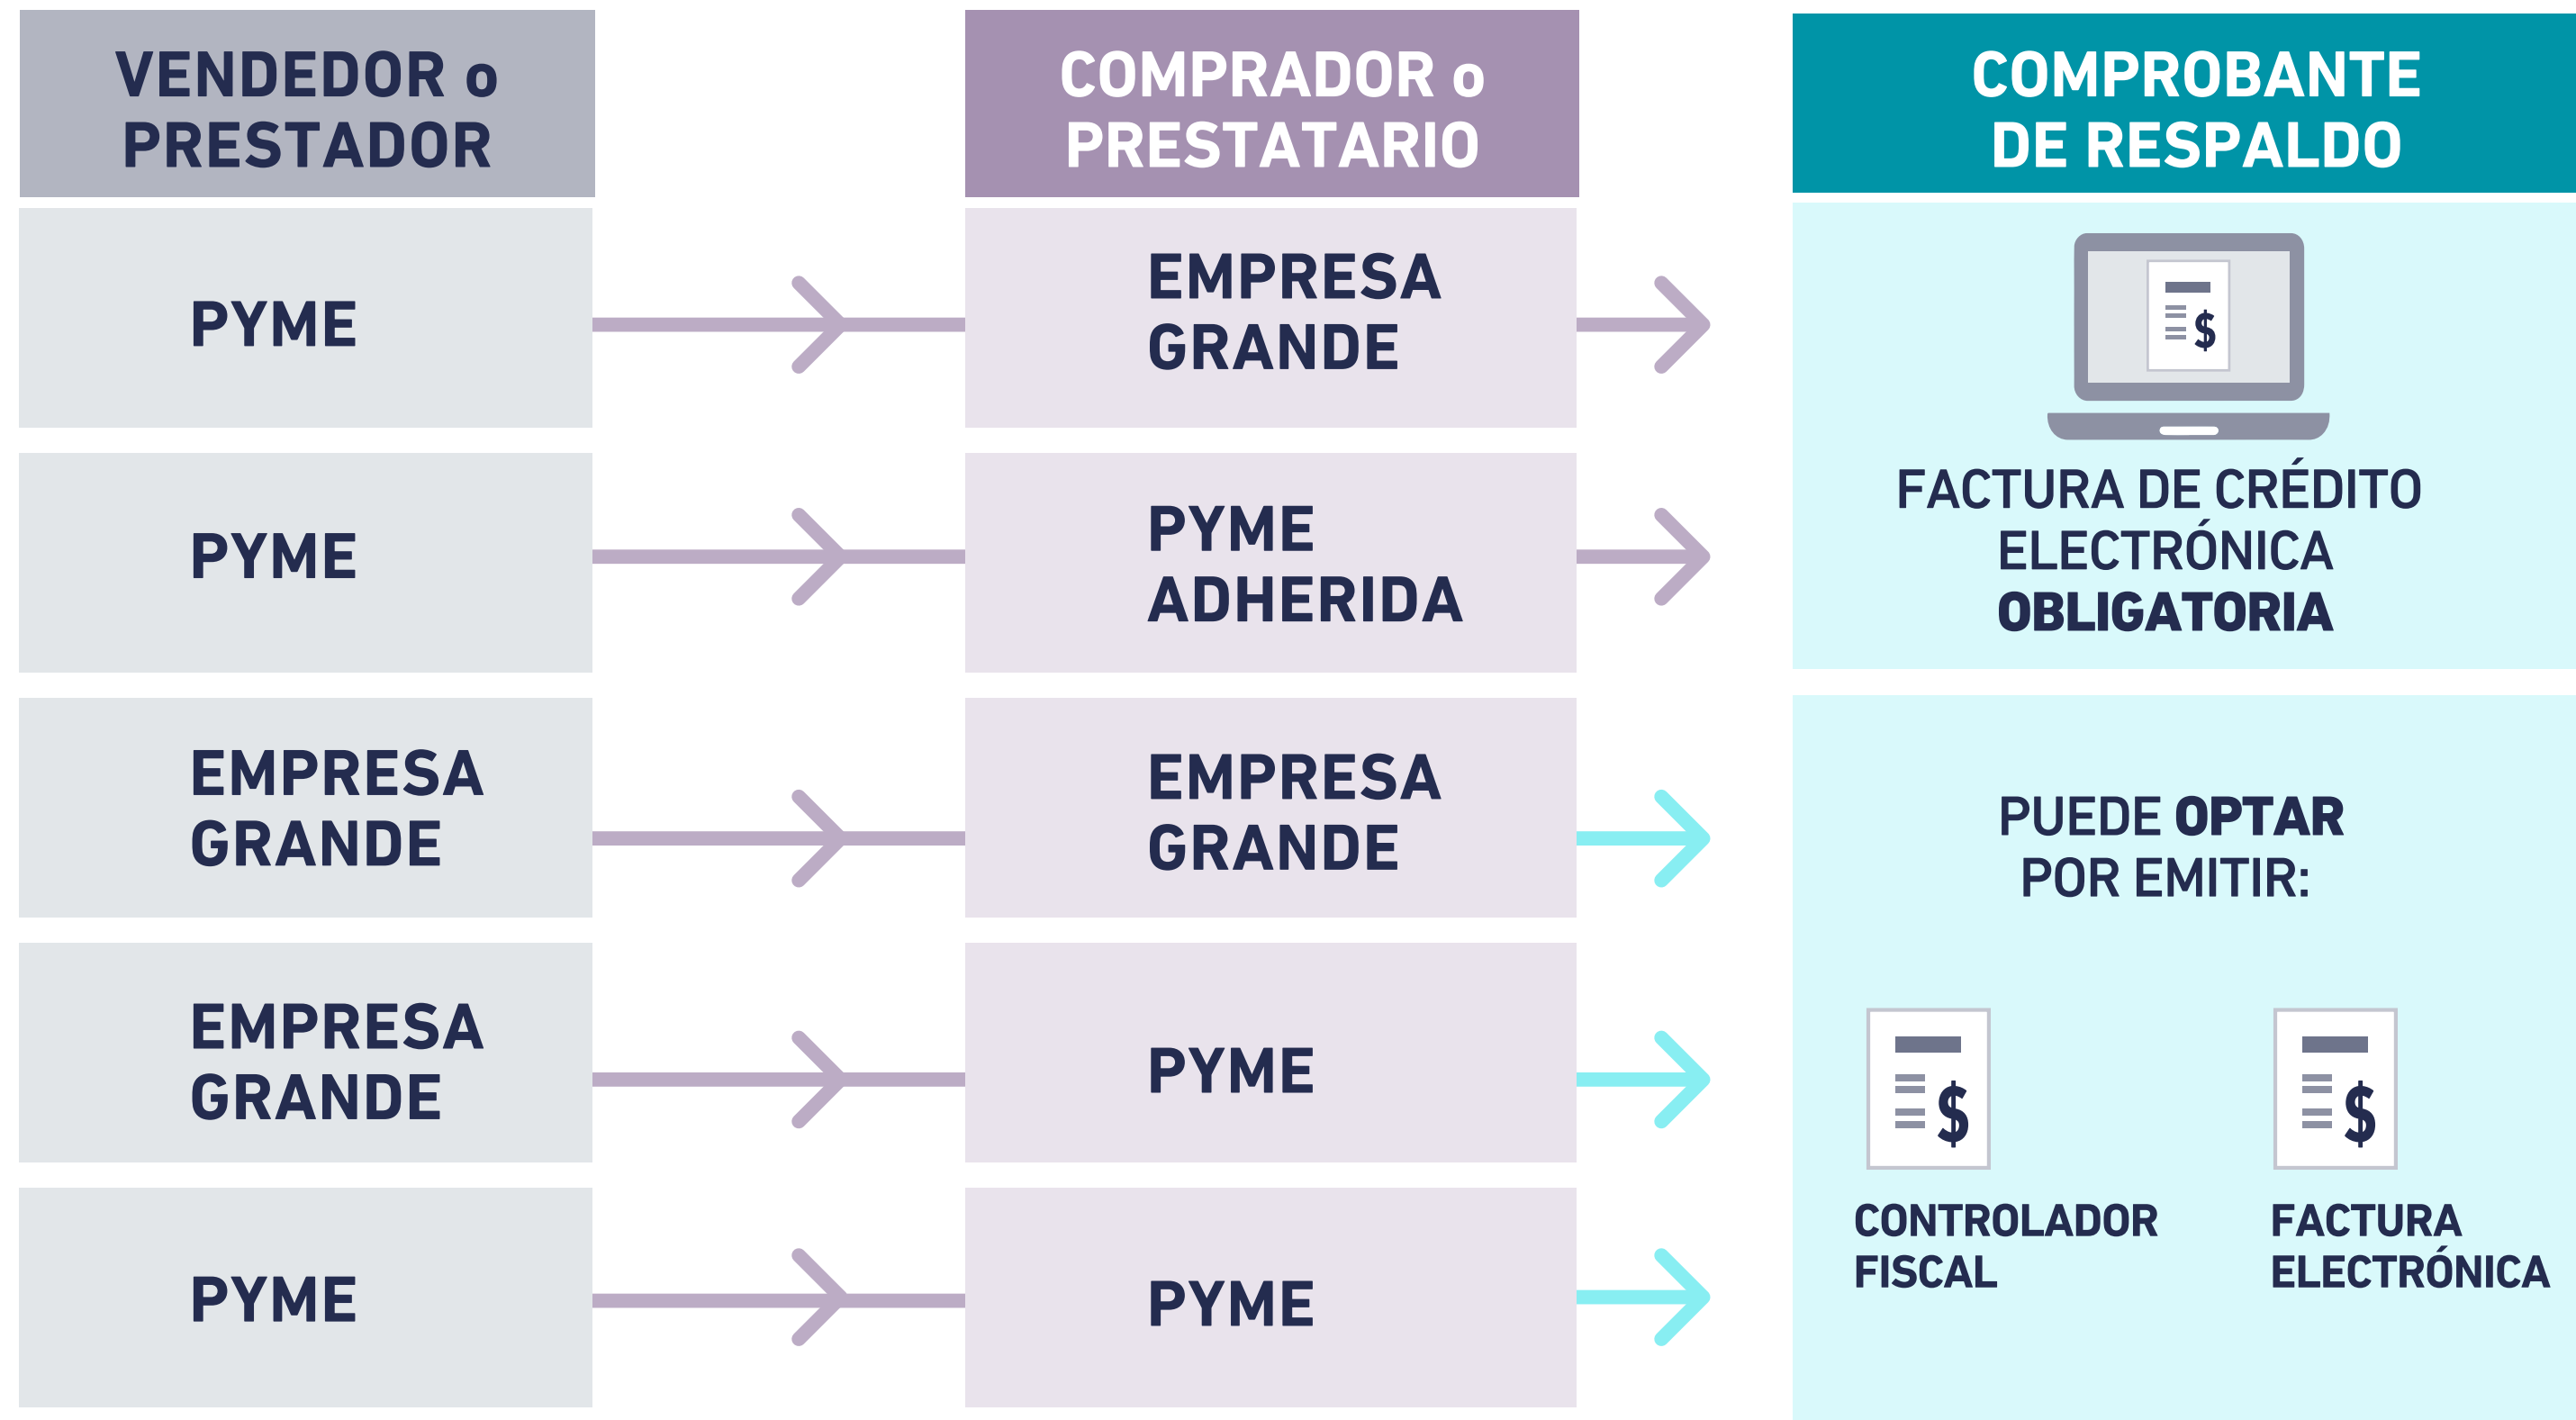 VENDEDOR o
PRESTADOR
COMPRADOR o
PRESTATARIO
COMPROBANTE
DE RESPALDO
PYME
EMPRESA
GRANDE
PYME
PYME
ADHERIDA
$
FACTURA DE CRÉDITO
ELECTRÓNICA
OBLIGATORIA
EMPRESA
GRANDE
EMPRESA
GRANDE
EMPRESA
GRANDE
PYME
PYME
PYME
PUEDE OPTAR
POR EMITIR:
$
$
CONTROLADOR
FISCAL
FACTURA
ELECTRÓNICA